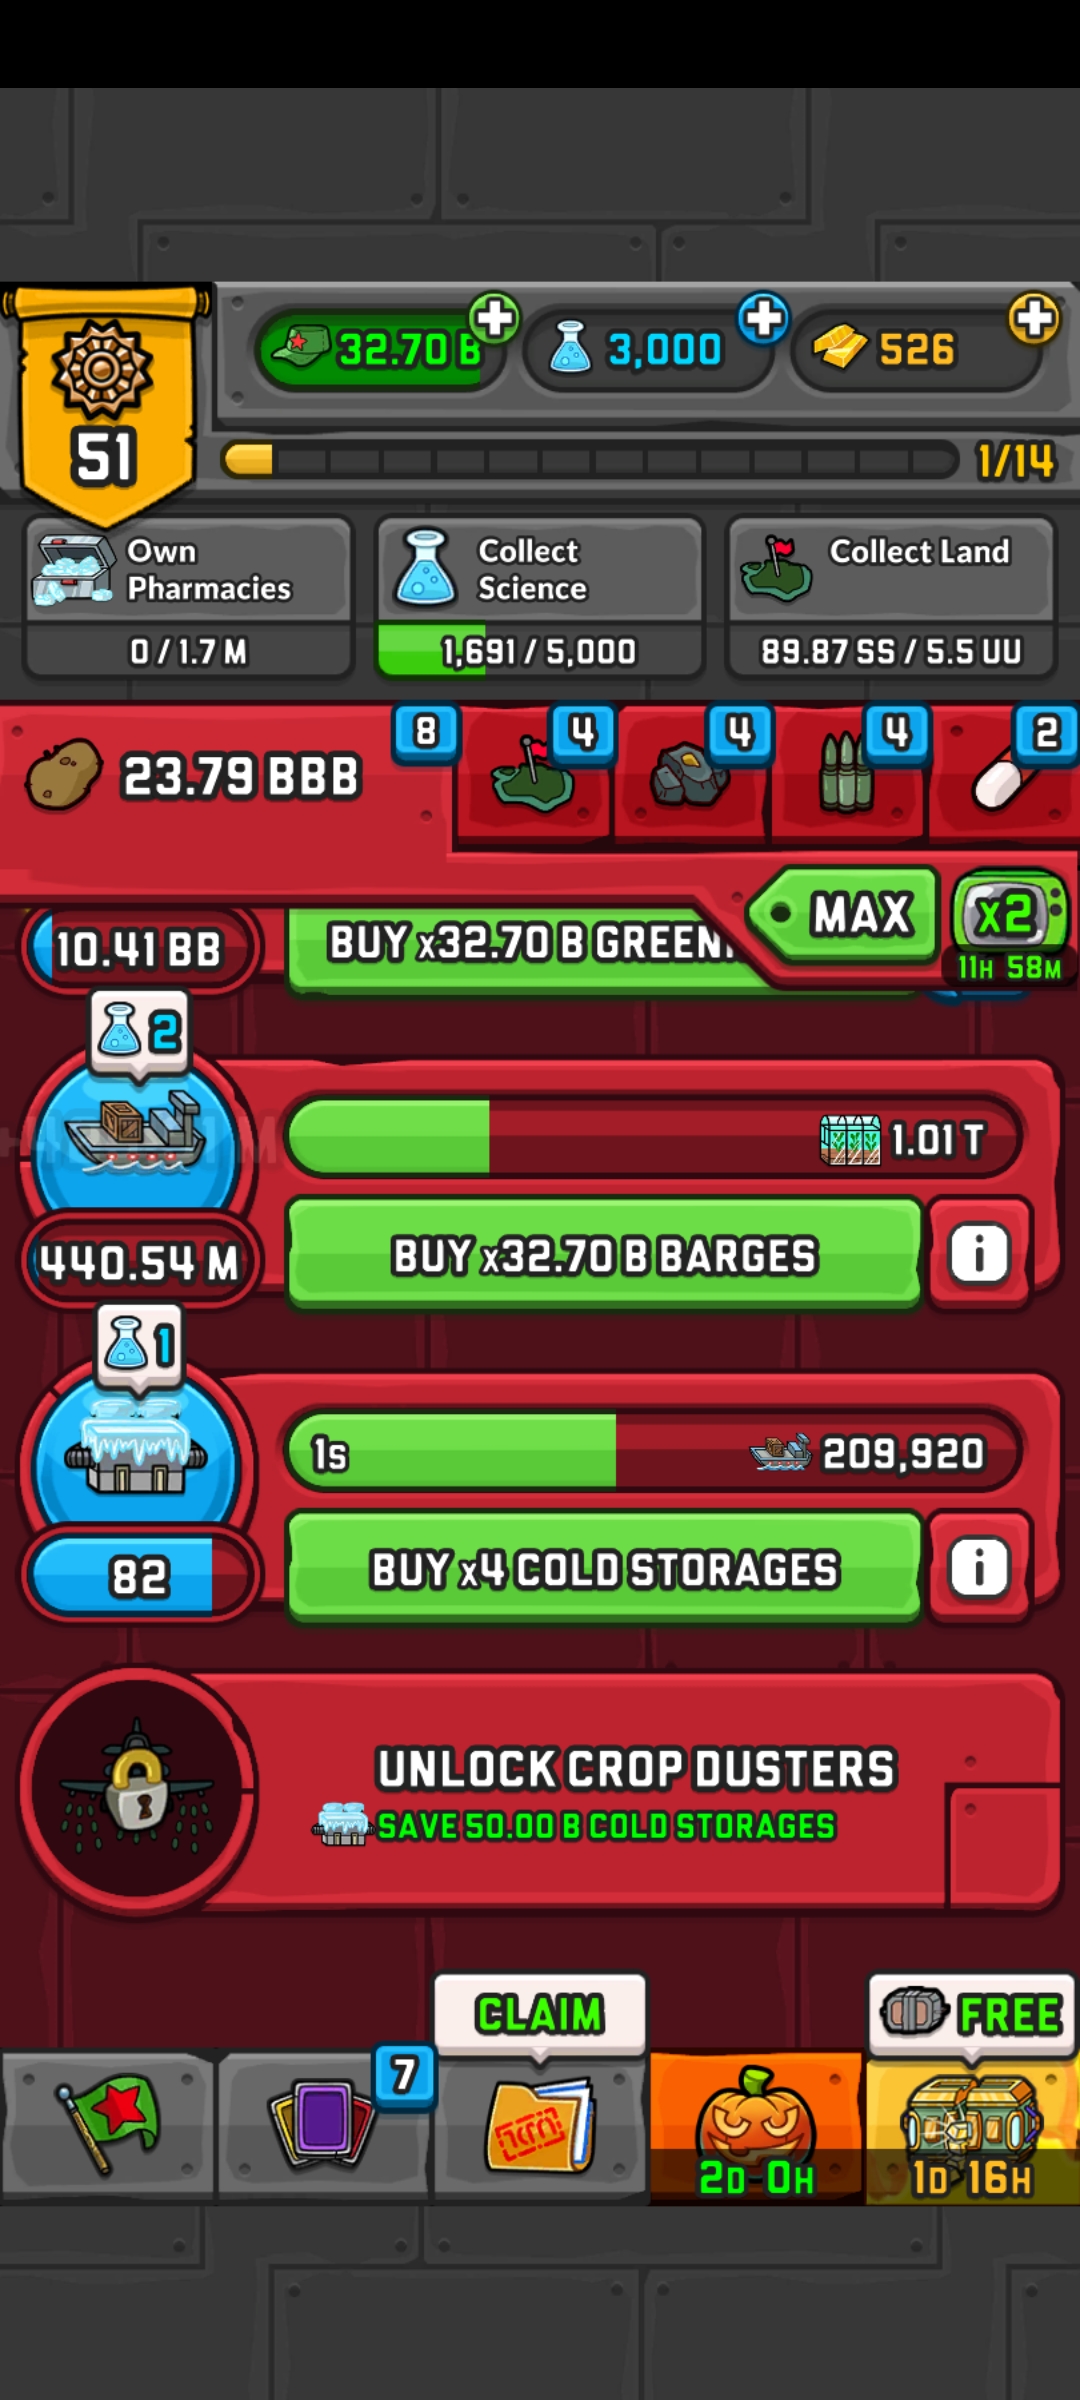 32.70 B
3,000
526
51
1/14
Own
Pharmacies
0 / 1.7 M
Collect
Science
1,691 / 5,000
Collect Land
89.87 SS / 5.5 UU
23.79 BBB
8
4
4
4
2
MAX
x2
11H 58M
10.41 BB
BUY x32.70 B
2
1.01 T
440.54 M
BUY x32.70 B BARGES
i
1
1s
209,920
82
BUY x4 COLD STORAGES
i
UNLOCK CROP DUSTERS
SAVE 50.00 B COLD STORAGES
CLAIM
FREE
7
2D 0H
1D 16H